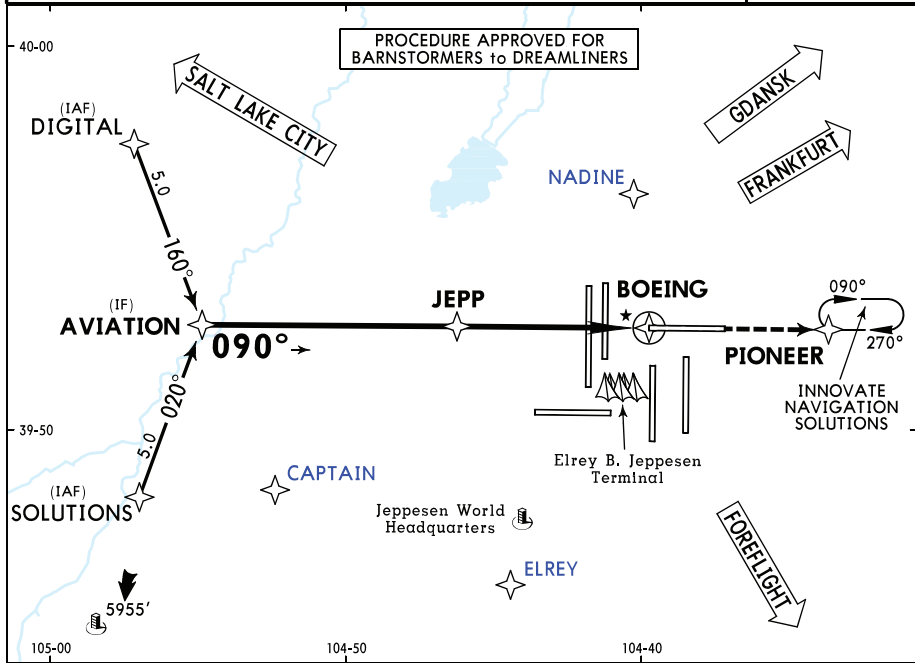 40-00
PROCEDURE APPROVED FOR
BARNSTORMERS to DREAMLINERS
SALT LAKE CITY
GDANSK
FRANKFURT
(IAF)
DIGITAL
5.0
160°
NADINE
(IF)
AVIATION
090°
JEPP
BOEING
PIONEER
090°
270°
INNOVATE
NAVIGATION
SOLUTIONS
020°
5.0
(IAF)
SOLUTIONS
39-50
CAPTAIN
Elrey B. Jeppesen
Terminal
Jeppesen World
Headquarters
ELREY
FOREFLIGHT
5955'
105-00
104-50
104-40